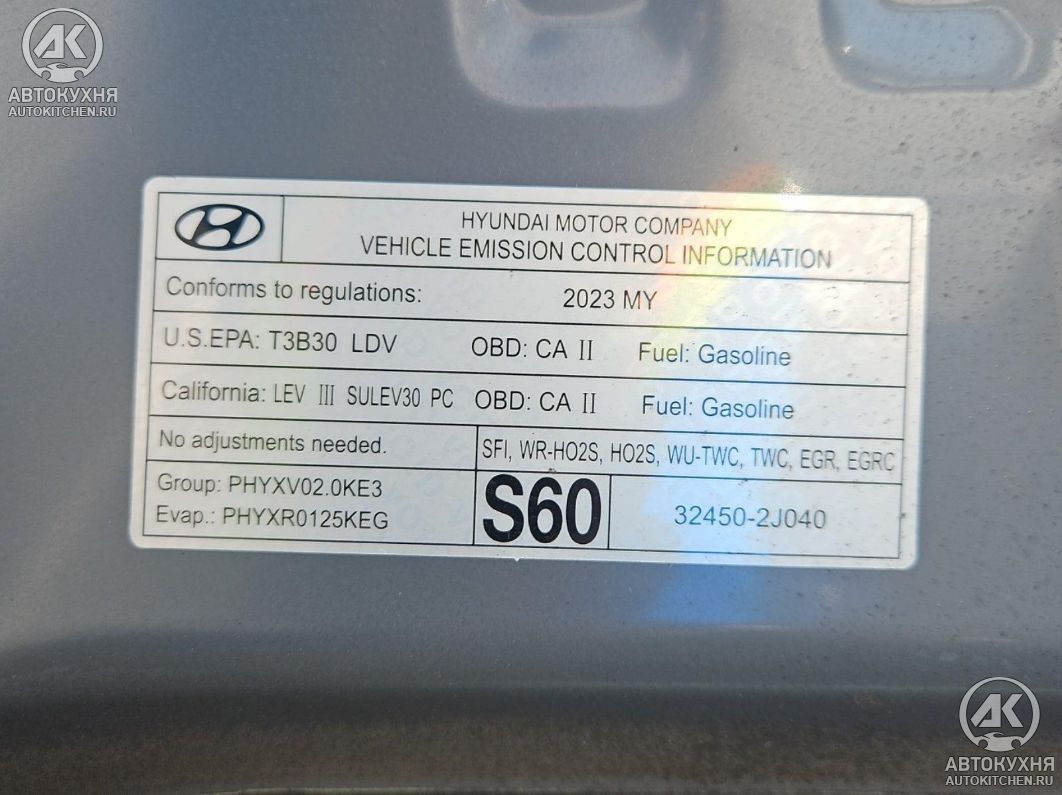 АК
АВТОКУХНЯ
AUTOKITCHEN.RU
HYUNDAI MOTOR COMPANY
VEHICLE EMISSION CONTROL INFORMATION
Conforms to regulations: 2023 MY
U.S.EPA: T3B30 LDV OBD: CA II Fuel: Gasoline
California: LEV III SULEV30 PC OBD: CA II Fuel: Gasoline
No adjustments needed. SFI, WR-HO2S, HO2S, WU-TWC, TWC, EGR, EGRC
Group: PHYXV02.0KE3
Evap.: PHYXR0125KEG
S60
32450-2J040
АК
АВТОКУХНЯ
AUTOKITCHEN.RU